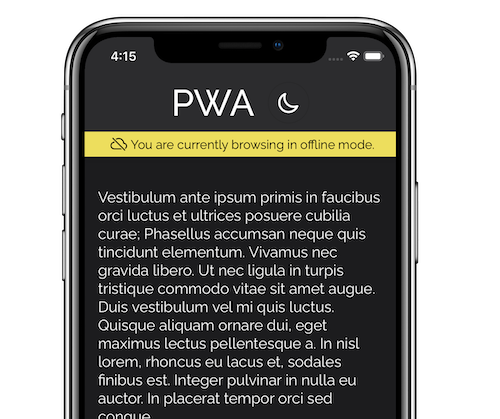 4:15
PWA
You are currently browsing in offline mode.
Vestibulum ante ipsum primis in faucibus
orci luctus et ultrices posuere cubilia
curae; Phasellus accumsan neque quis
tincidunt elementum. Vivamus nec
gravida libero. Ut nec ligula in turpis
tristique commodo vitae sit amet augue.
Duis vestibulum vel mi quis luctus.
Quisque aliquam ornare dui, eget
maximus lectus pellentesque a. In nisl
lorem, rhoncus eu lacus et, sodales
finibus est. Integer pulvinar in nulla eu
auctor. In placerat tempor orci sed
congue